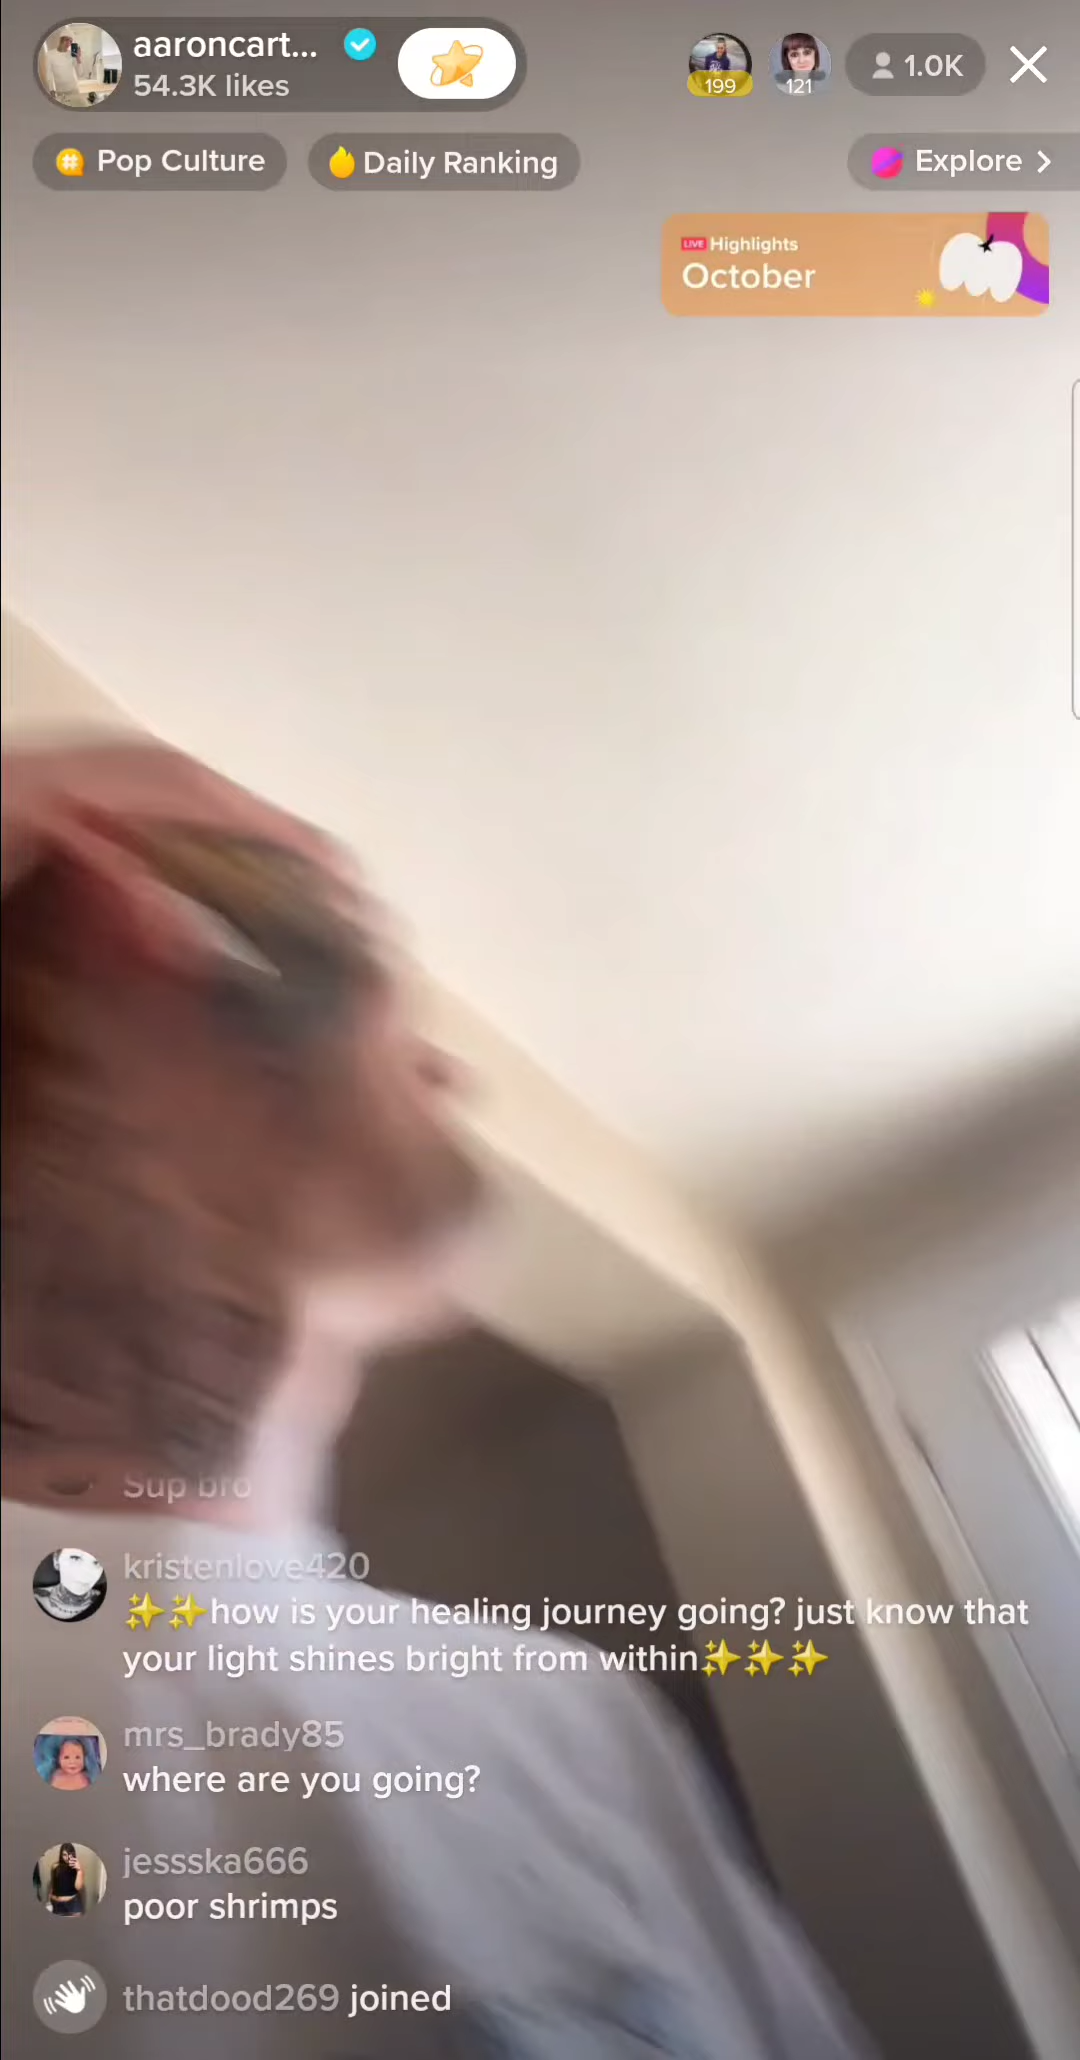 aaroncart...
54.3K likes
199
121
1.0K
Pop Culture
Daily Ranking
Explore >
LIVE Highlights
October
Sup bro
kristenlove420
✨✨how is your healing journey going? just know that
your light shines bright from within✨✨✨
mrs_brady85
where are you going?
jessska666
poor shrimps
thatdood269 joined